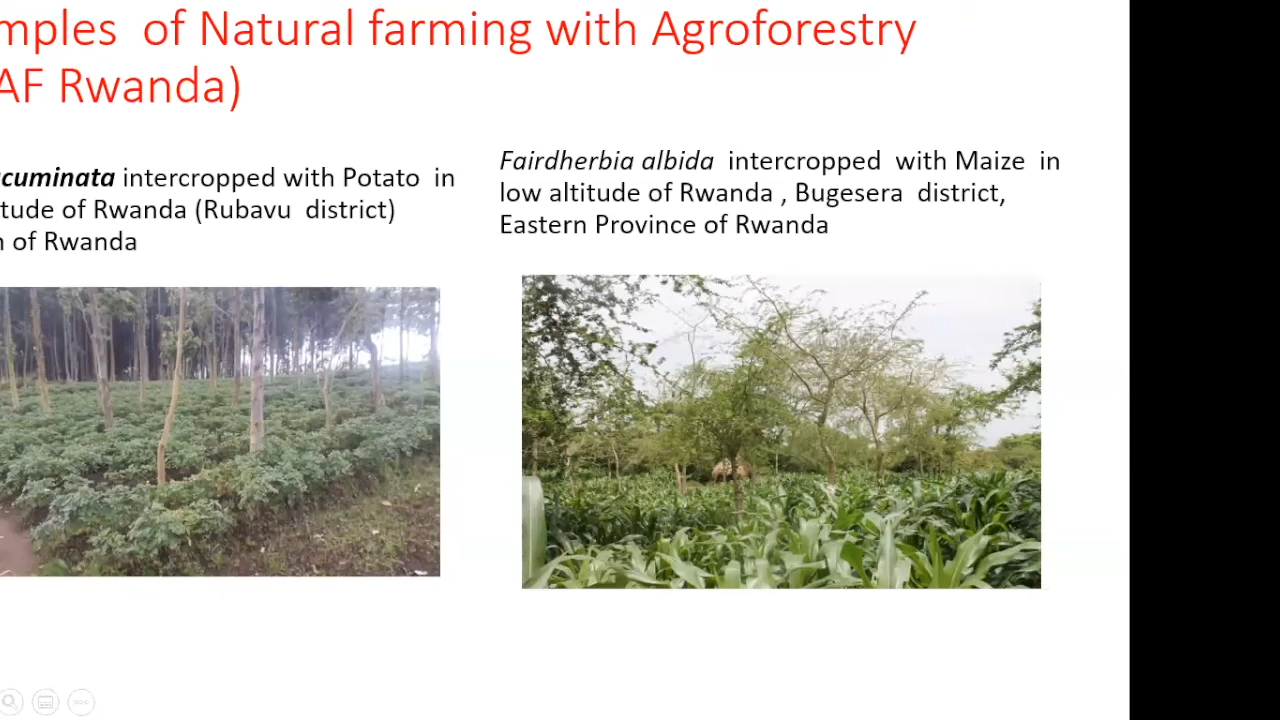 mples of Natural farming with Agroforestry
AF Rwanda)
cuminata intercropped with Potato in
tude of Rwanda (Rubavu district)
n of Rwanda
Fairdherbia albida intercropped with Maize in
low altitude of Rwanda , Bugesera district,
Eastern Province of Rwanda